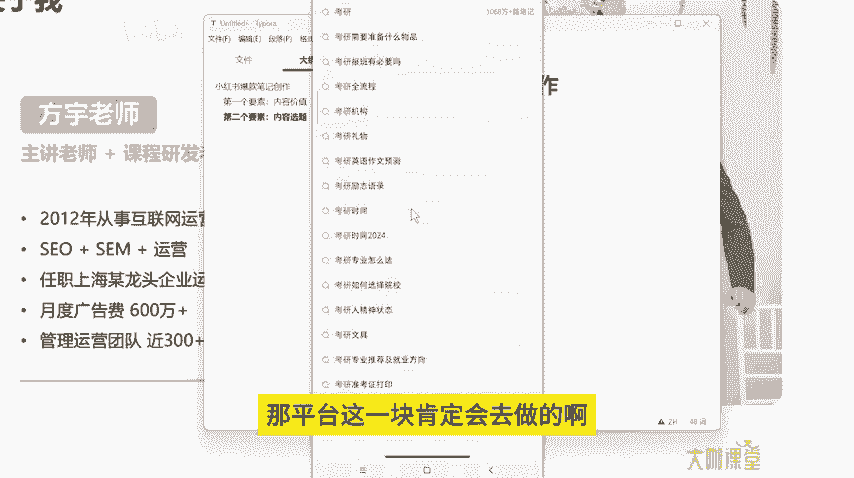 于我
方宇老师
主讲老师 + 课程研发
2012年从事互联网运营
SEO + SEM + 运营
任职上海某龙头企业运
月度广告费 600万+
管理运营团队 近300+
Untitled - Typora
文件(F) 编辑(E) 段落(P) 格式
文件
大纲
小红书爆款笔记创作
第一个要素：内容价值
第二个要素：内容选题
作
考研
1068万+篇笔记
考研需要准备什么物品
考研报班有必要吗
考研全流程
考研机构
考研礼物
考研英语作文预测
考研励志语录
考研时间
考研时间2024
考研专业怎么选
考研如何选择院校
考研人精神状态
考研文具
考研专业推荐及就业方向
考研准考证打印
那平台这一块肯定会去做的啊
48 词
大咖课堂